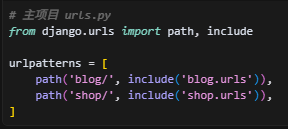 # 主项目 urls.py
from django.urls import path, include

urlpatterns = [
    path('blog/', include('blog.urls')),
    path('shop/', include('shop.urls')),
]